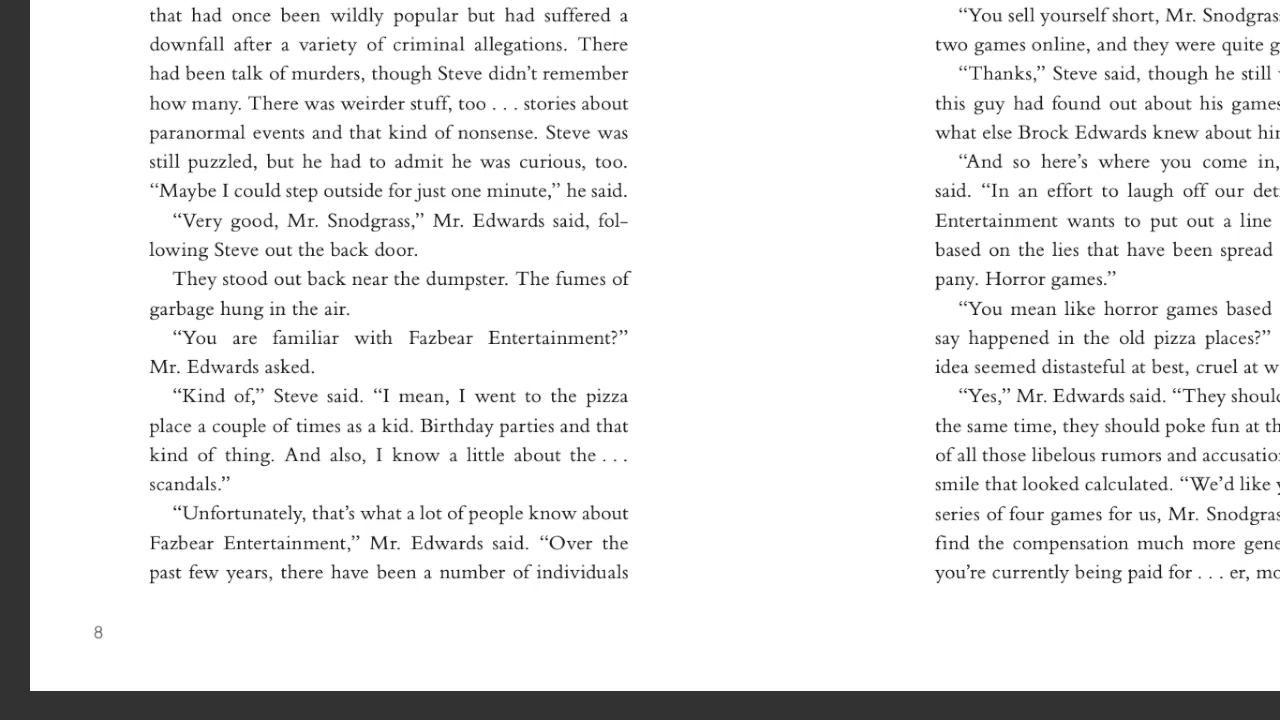 that had once been wildly popular but had suffered a
downfall after a variety of criminal allegations. There
had been talk of murders, though Steve didn’t remember
how many. There was weirder stuff, too . . . stories about
paranormal events and that kind of nonsense. Steve was
still puzzled, but he had to admit he was curious, too.
“Maybe I could step outside for just one minute,” he said.
“Very good, Mr. Snodgrass,” Mr. Edwards said, fol-
lowing Steve out the back door.
They stood out back near the dumpster. The fumes of
garbage hung in the air.
“You are familiar with Fazbear Entertainment?”
Mr. Edwards asked.
“Kind of,” Steve said. “I mean, I went to the pizza
place a couple of times as a kid. Birthday parties and that
kind of thing. And also, I know a little about the . . .
scandals.”
“Unfortunately, that’s what a lot of people know about
Fazbear Entertainment,” Mr. Edwards said. “Over the
past few years, there have been a number of individuals
8
“You sell yourself short, Mr. Snodgras
two games online, and they were quite g
“Thanks,” Steve said, though he still
this guy had found out about his games
what else Brock Edwards knew about hi
“And so here’s where you come in,
said. “In an effort to laugh off our det
Entertainment wants to put out a line
based on the lies that have been spread
pany. Horror games.”
“You mean like horror games based
say happened in the old pizza places?”
idea seemed distasteful at best, cruel at w
“Yes,” Mr. Edwards said. “They shoul
the same time, they should poke fun at th
of all those libelous rumors and accusatio
smile that looked calculated. “We’d like
series of four games for us, Mr. Snodgras
find the compensation much more gene
you’re currently being paid for . . . er, mo